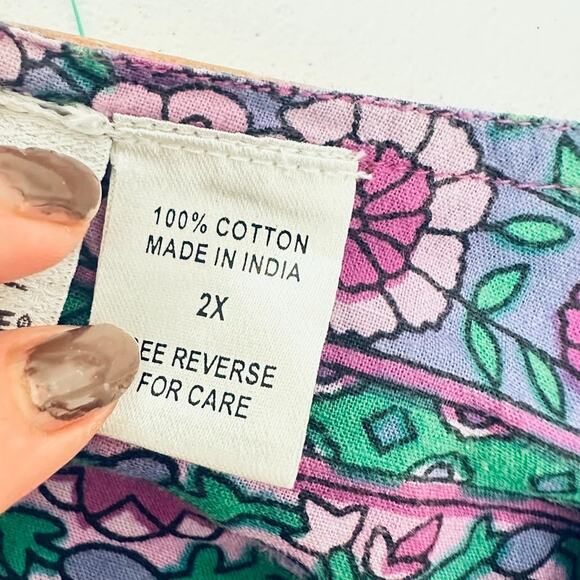 100% COTTON
MADE IN INDIA
2X
SEE REVERSE
FOR CARE